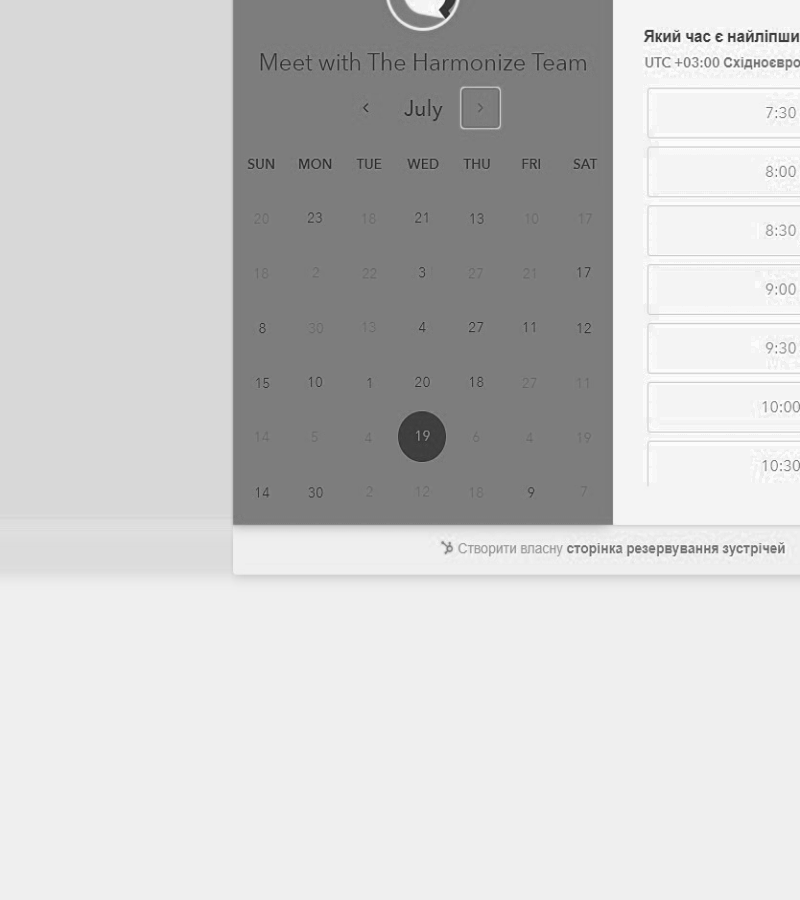 Meet with The Harmonize Team
July
SUN MON TUE WED THU FRI SAT
20 23 18 21 13 10 17
18 2 22 3 27 21 17
8 30 13 4 27 11 12
15 10 1 20 18 27 11
14 5 4 19 6 4 19
14 30 2 12 18 9 7
Який час є найліпши
UTC +03:00 Східноєвро
7:30
8:00
8:30
9:00
9:30
10:00
10:30
Створити власну сторінка резервування зустрічей